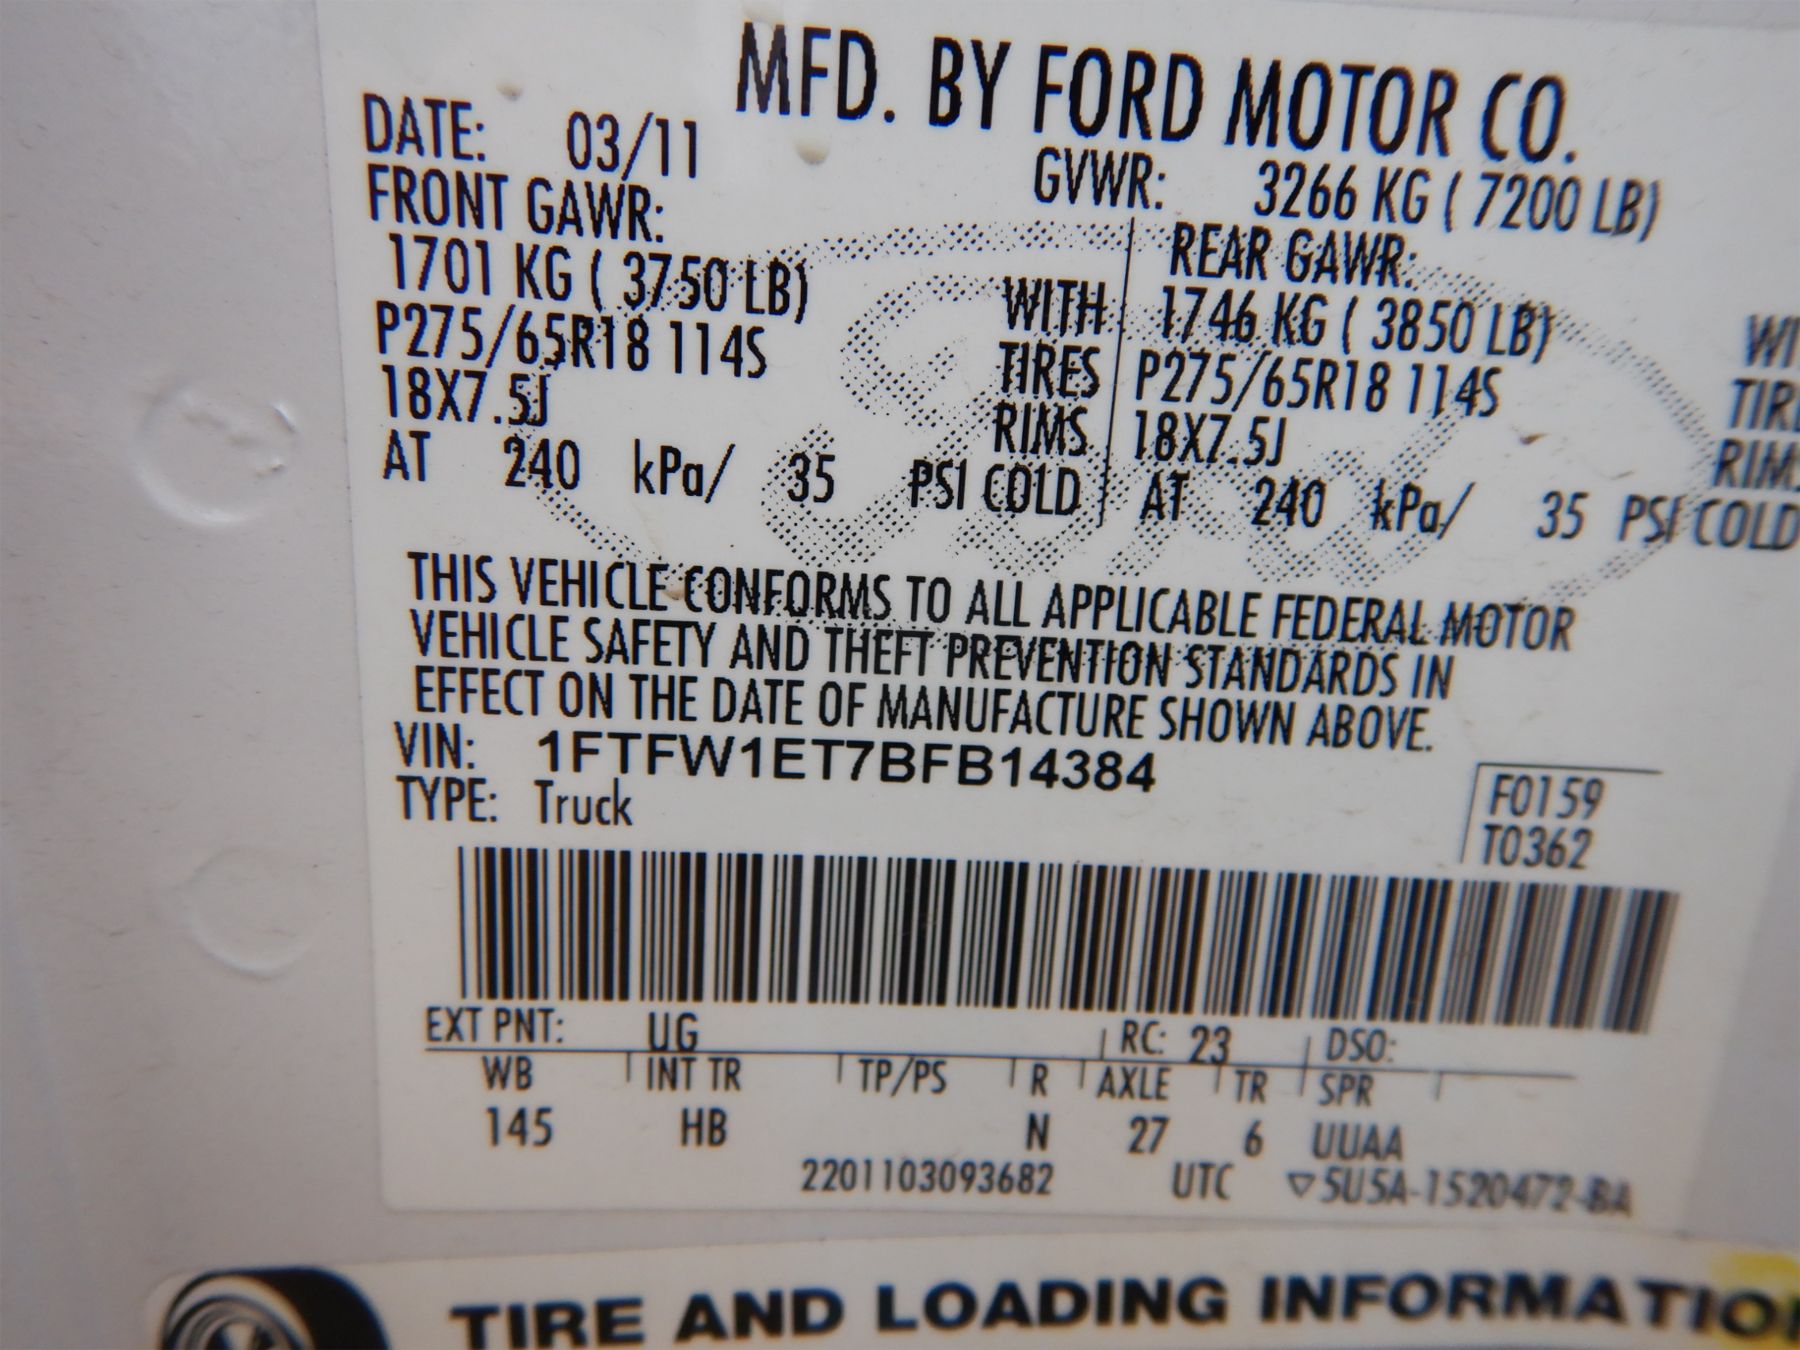 MFD. BY FORD MOTOR CO.
DATE: 03/11
GVWR: 3266 KG ( 7200 LB)
FRONT GAWR:
REAR GAWR:
1701 KG ( 3750 LB) WITH
1746 KG ( 3850 LB)
P275/65R18 114S TIRES
P275/65R18 114S
18X7.5J RIMS
18X7.5J
AT 240 kPa/ 35 PSI COLD
AT 240 kPa/ 35 PSI COLD
THIS VEHICLE CONFORMS TO ALL APPLICABLE FEDERAL MOTOR
VEHICLE SAFETY AND THEFT PREVENTION STANDARDS IN
EFFECT ON THE DATE OF MANUFACTURE SHOWN ABOVE.
VIN: 1FTFW1ET7BFB14384
TYPE: Truck
F0159
T0362
EXT PNT: UG RC: 23 DSO:
WB INT TR TP/PS R AXLE TR SPR
145 HB N 27 6 UUAA
2201103093682 UTC ▽5U5A-1520472-BA
TIRE AND LOADING INFORMATIO